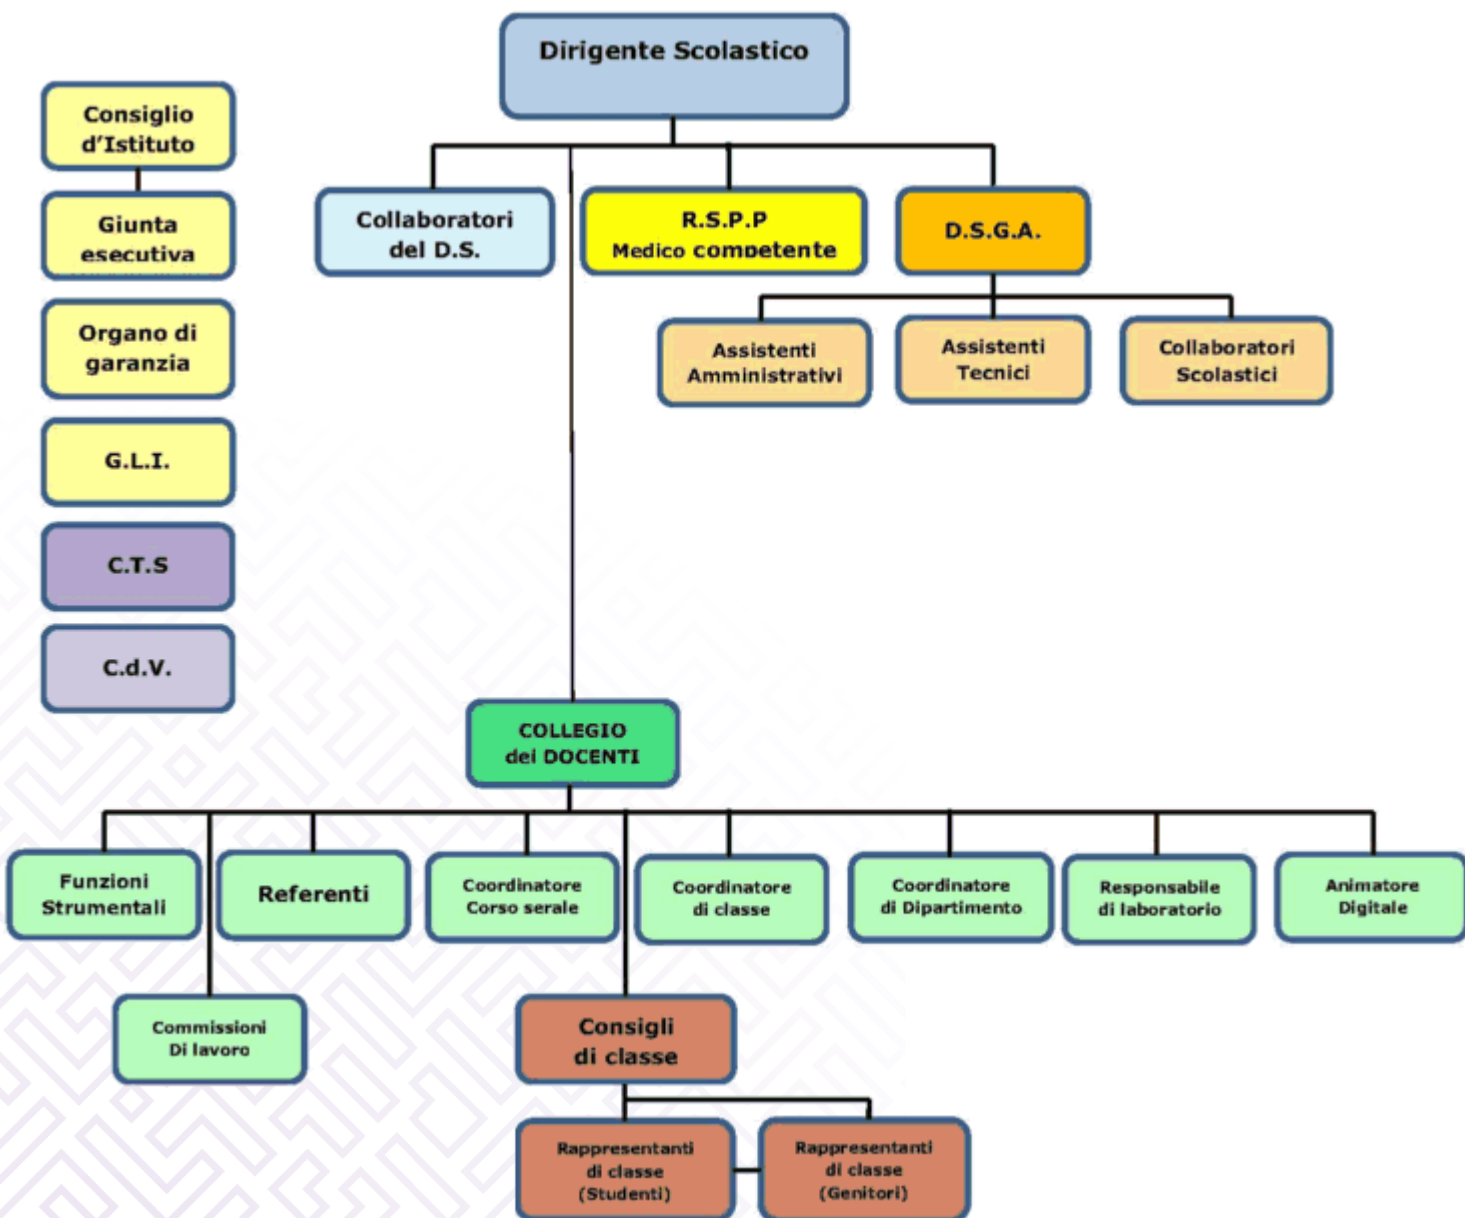 Dirigente Scolastico
Consiglio
d'Istituto
Giunta
esecutiva
Organo di
garanzia
G.L.I.
C.T.S
C.d.V.
Collaboratori
del D.S.
R.S.P.P
Medico competente
D.S.G.A.
Assistenti
Amministrativi
Assistenti
Tecnici
Collaboratori
Scolastici
COLLEGIO
dei DOCENTI
Funzioni
Strumentali
Referenti
Coordinatore
Corso serale
Coordinatore
di classe
Coordinatore
di Dipartimento
Responsabile
di laboratorio
Animatore
Digitale
Commissioni
Di lavoro
Consigli
di classe
Rappresentanti
di classe
(Studenti)
Rappresentanti
di classe
(Genitori)